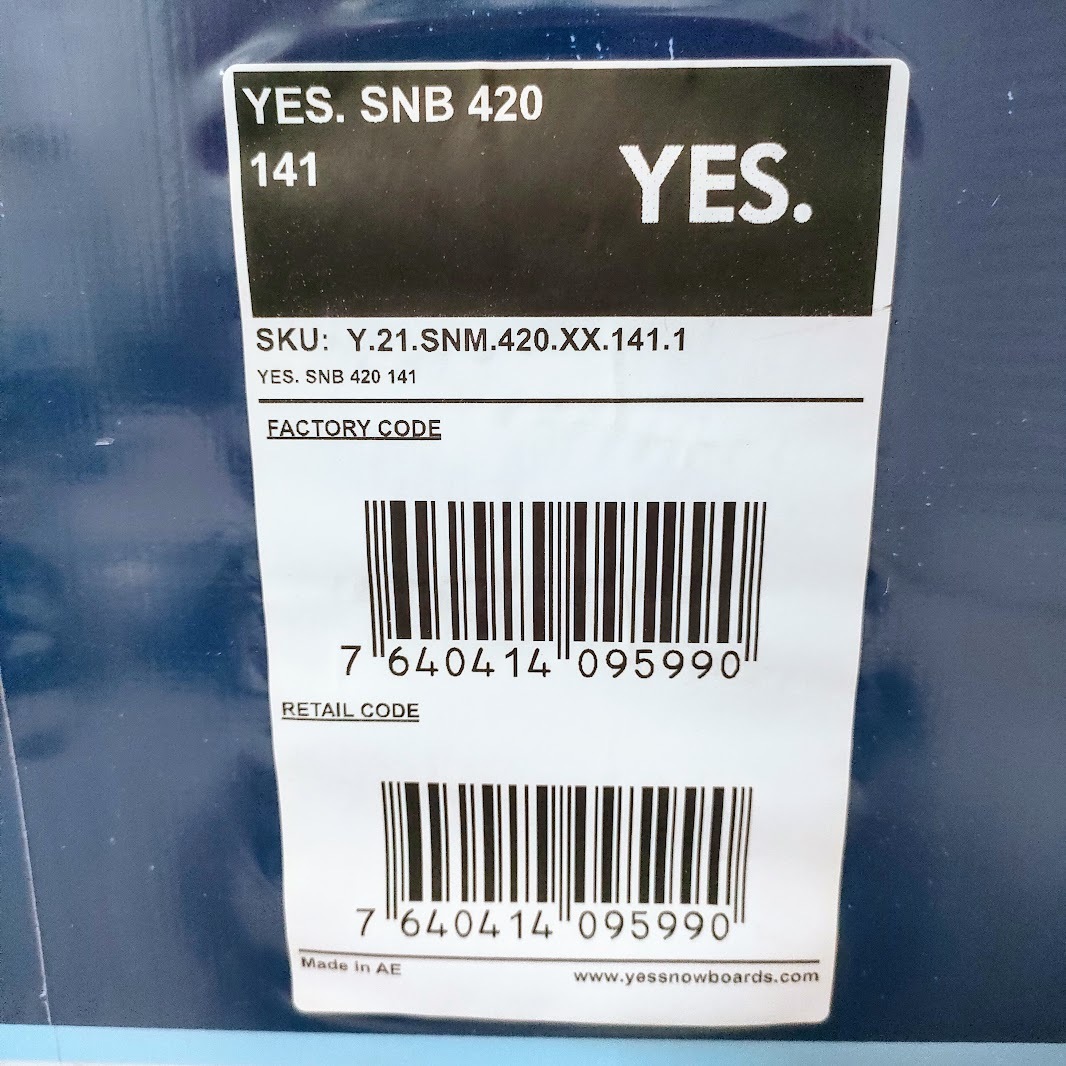 YES. SNB 420
141
YES.
SKU: Y.21.SNM.420.XX.141.1
YES. SNB 420 141
FACTORY CODE
7 640414 095990
RETAIL CODE
7 640414 095990
Made in AE
www.yessnowboards.com